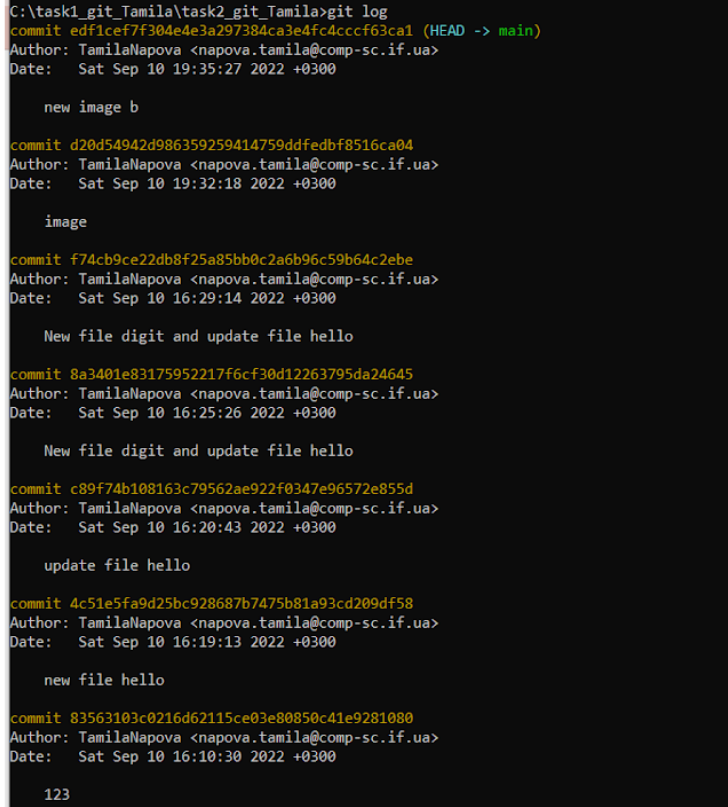 C:\task1_git_Tamila\task2_git_Tamila>git log
commit edf1cef7f304e4e3a297384ca3e4fc4cccf63ca1 (HEAD -> main)
Author: TamilaNapova <napova.tamila@comp-sc.if.ua>
Date:   Sat Sep 10 19:35:27 2022 +0300
new image b
commit d20d54942d986359259414759ddfedbf8516ca04
Author: TamilaNapova <napova.tamila@comp-sc.if.ua>
Date:   Sat Sep 10 19:32:18 2022 +0300
image
commit f74cb9ce22db8f25a85bb0c2a6b96c59b64c2ebe
Author: TamilaNapova <napova.tamila@comp-sc.if.ua>
Date:   Sat Sep 10 16:29:14 2022 +0300
New file digit and update file hello
commit 8a3401e83175952217f6cf30d12263795da24645
Author: TamilaNapova <napova.tamila@comp-sc.if.ua>
Date:   Sat Sep 10 16:25:26 2022 +0300
New file digit and update file hello
commit c89f74b108163c79562ae922f0347e96572e855d
Author: TamilaNapova <napova.tamila@comp-sc.if.ua>
Date:   Sat Sep 10 16:20:43 2022 +0300
update file hello
commit 4c51e5fa9d25bc928687b7475b81a93cd209df58
Author: TamilaNapova <napova.tamila@comp-sc.if.ua>
Date:   Sat Sep 10 16:19:13 2022 +0300
new file hello
commit 83563103c0216d62115ce03e80850c41e9281080
Author: TamilaNapova <napova.tamila@comp-sc.if.ua>
Date:   Sat Sep 10 16:10:30 2022 +0300
123